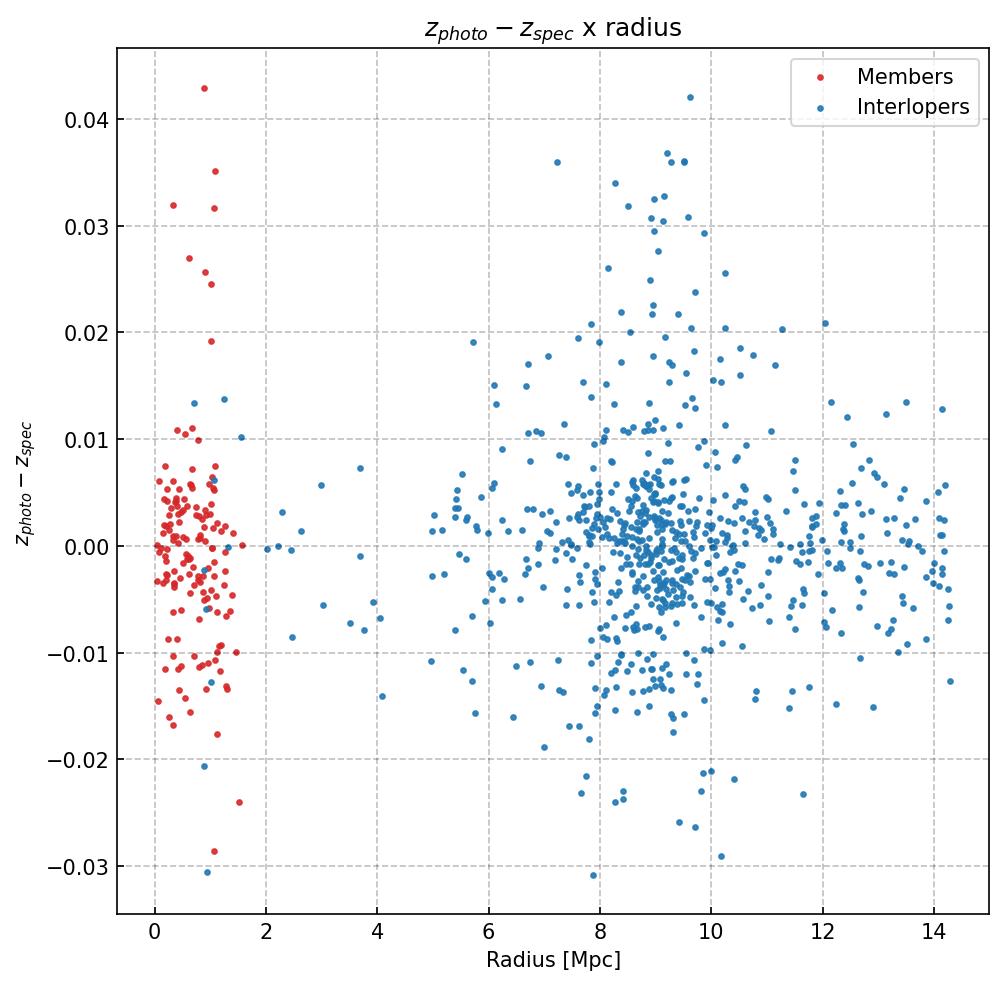 z_photo − z_spec x radius
Members
Interlopers
0.04
0.03
0.02
0.01
0.00
−0.01
−0.02
−0.03
z_photo − z_spec
0 2 4 6 8 10 12 14
Radius [Mpc]